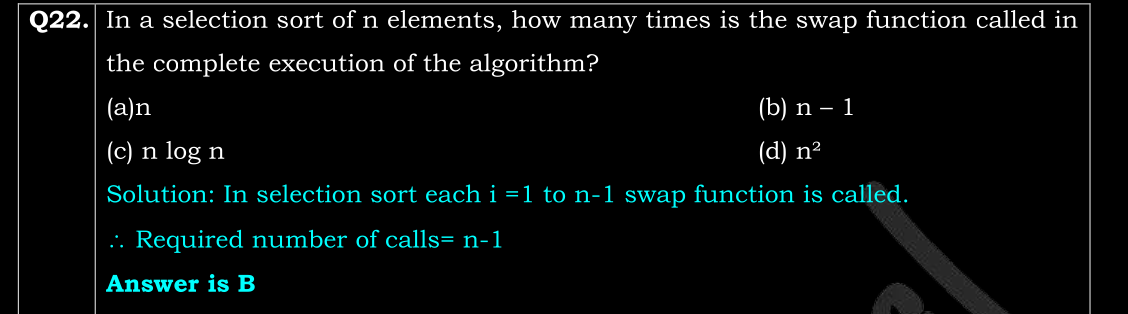 Q22. In a selection sort of n elements, how many times is the swap function called in
the complete execution of the algorithm?
(a)n (b) n – 1
(c) n log n (d) n²
Solution: In selection sort each i =1 to n-1 swap function is called.
∴ Required number of calls= n-1
Answer is B